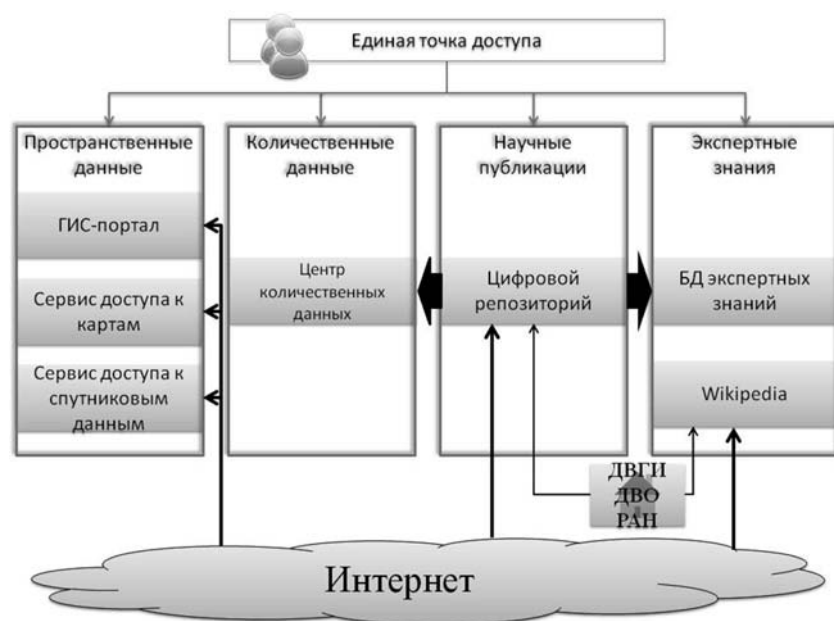 Единая точка доступа
Пространственные
данные
ГИС-портал
Сервис доступа к
картам
Сервис доступа к
спутниковым
данным
Количественные
данные
Центр
количественных
данных
Научные
публикации
Цифровой
репозиторий
Экспертные
знания
БД экспертных
знаний
Wikipedia
ДВГИ
ДВО
РАН
Интернет